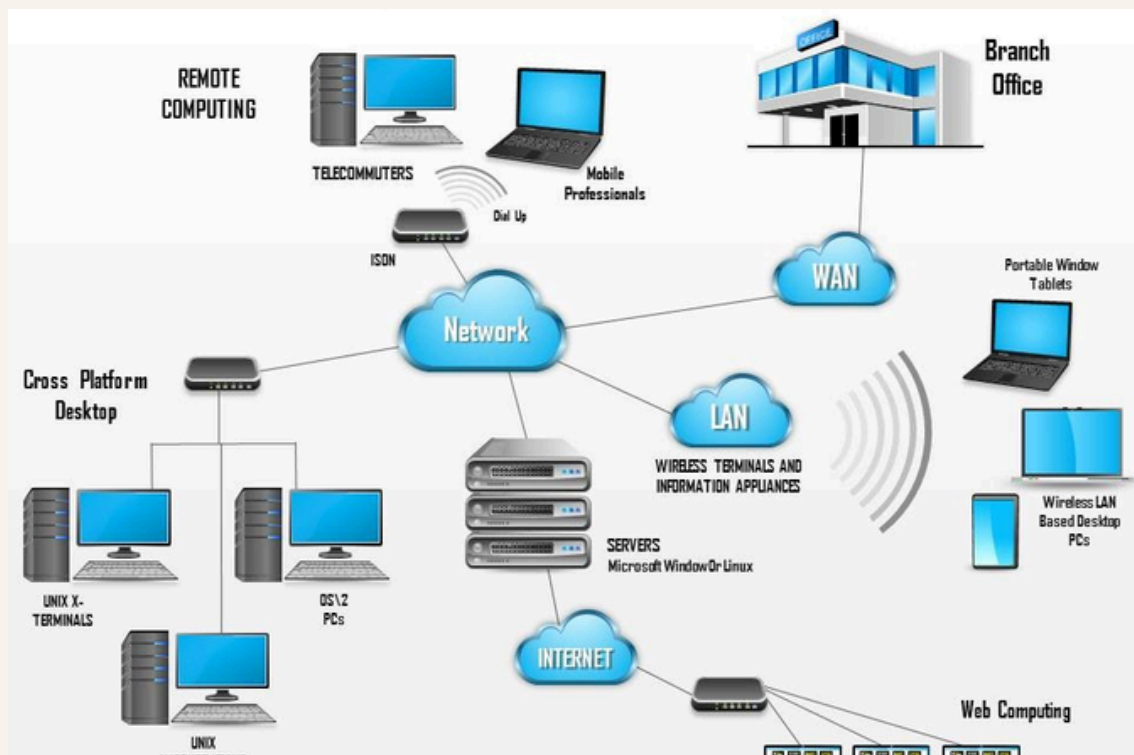 OFFICE
REMOTE
COMPUTING
Branch
Office
TELECOMMUTERS
Mobile
Professionals
Dial Up
ISDN
WAN
Portable Window
Tablets
Network
Cross Platform
Desktop
LAN
WIRELESS TERMINALS AND
INFORMATION APPLIANCES
Wireless LAN
Based Desktop
PCs
SERVERS
Microsoft WindowOr Linux
UNIX X-
TERMINALS
OS\2
PCs
INTERNET
Web Computing
UNIX